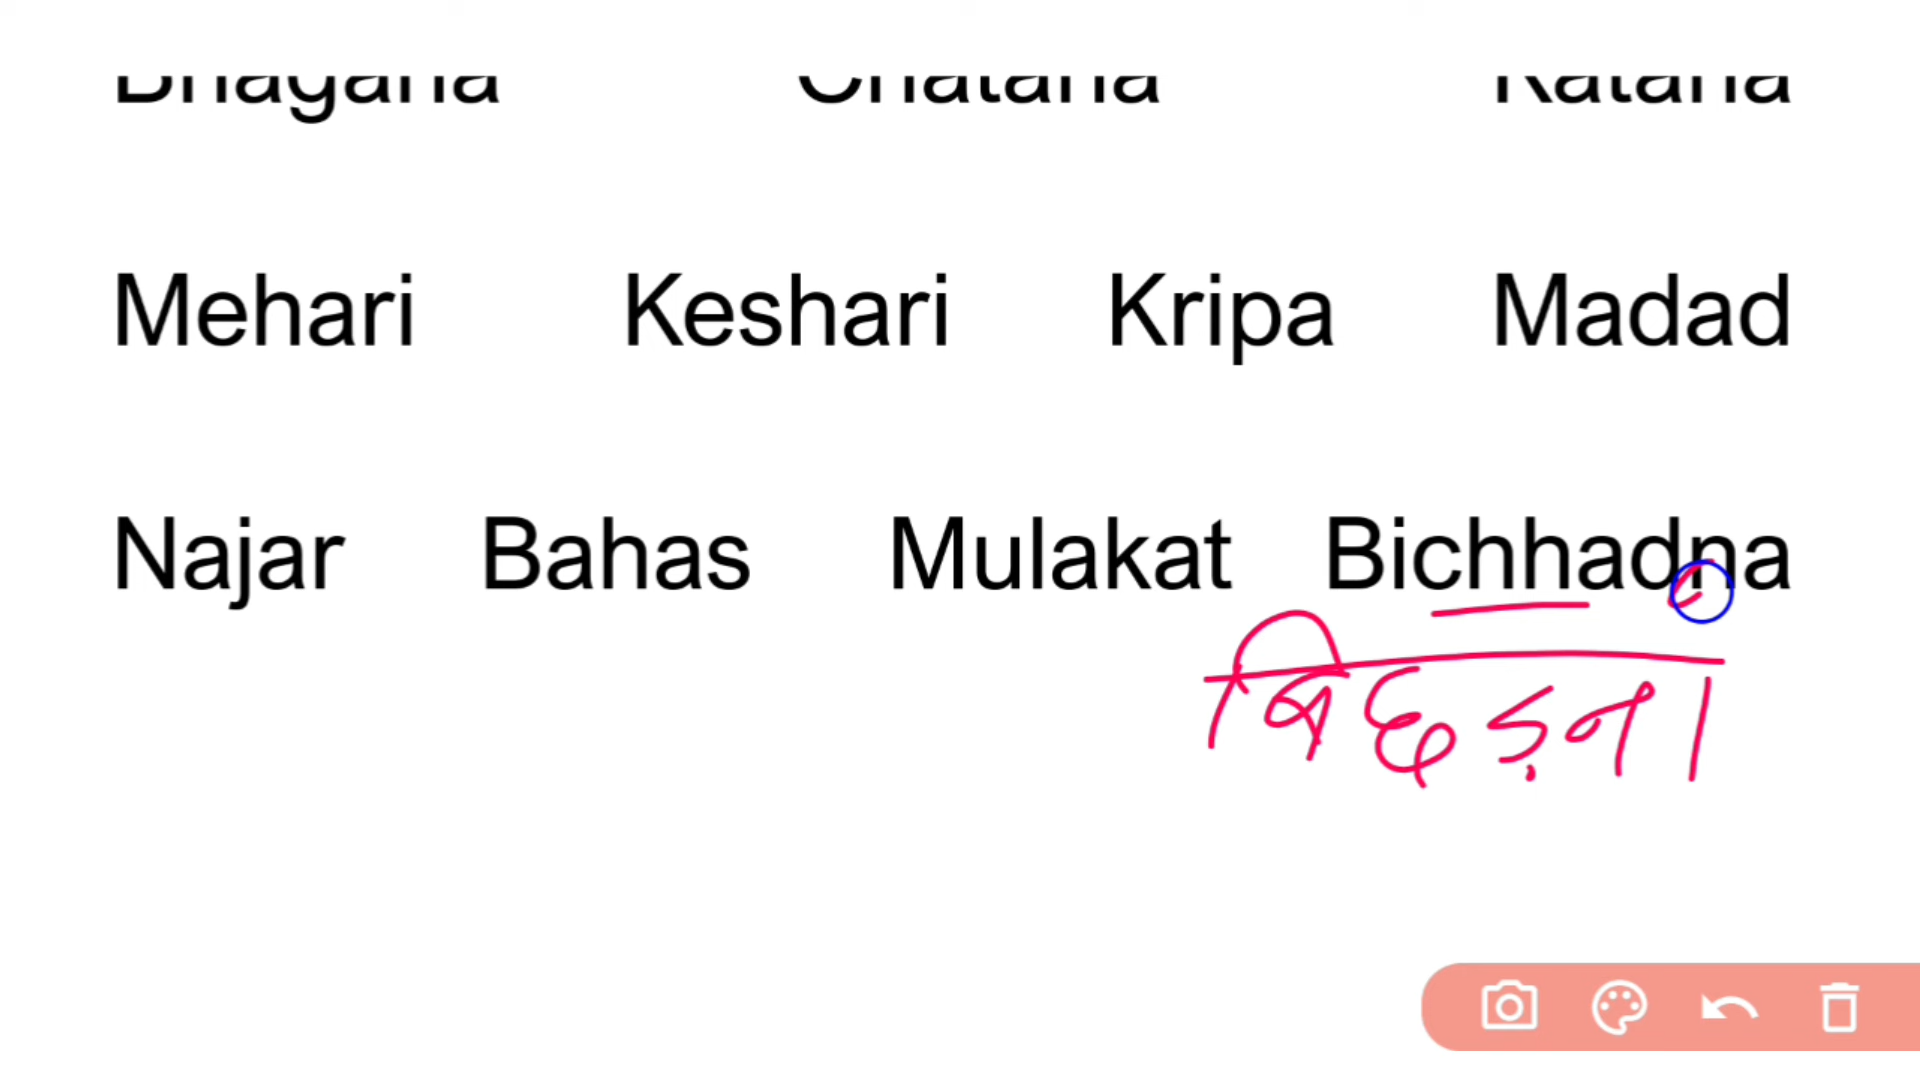 Mehari Keshari Kripa Madad
Najar Bahas Mulakat Bichhadna
बिछड़ना